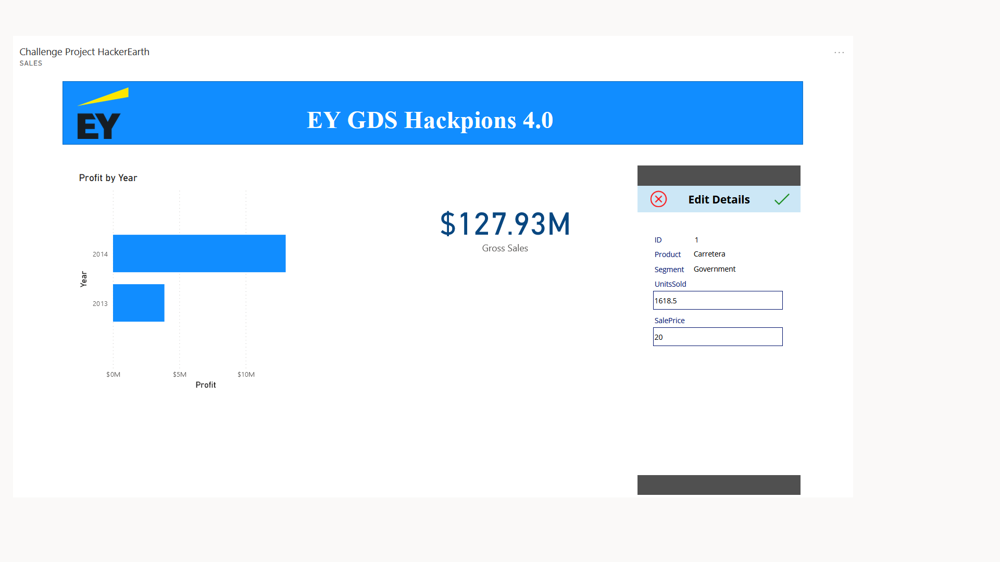 Challenge Project HackerEarth
...
SALES
EY
EY GDS Hackpions 4.0
Profit by Year
2014
2013
Year
$0M $5M $10M
Profit
$127.93M
Gross Sales
Edit Details
ID 1
Product Carretera
Segment Government
UnitsSold
1618.5
SalePrice
20